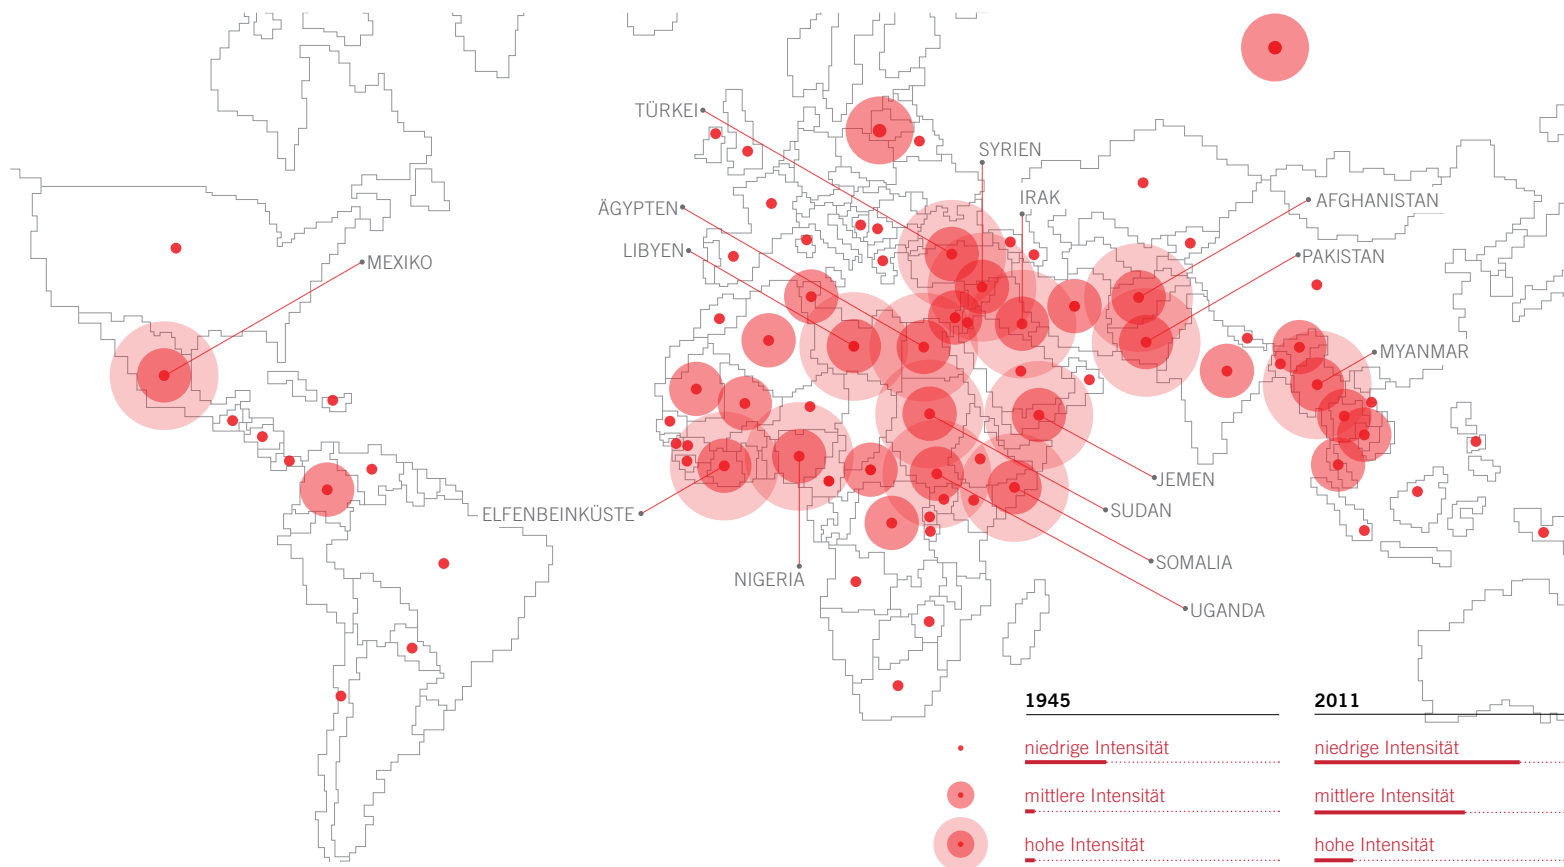 TÜRKEI
SYRIEN
IRAK
AFGHANISTAN
ÄGYPTEN
LIBYEN
PAKISTAN
MEXIKO
MYANMAR
JEMEN
ELFENBEINKÜSTE
SUDAN
SOMALIA
NIGERIA
UGANDA
1945
niedrige Intensität
mittlere Intensität
hohe Intensität
2011
niedrige Intensität
mittlere Intensität
hohe Intensität